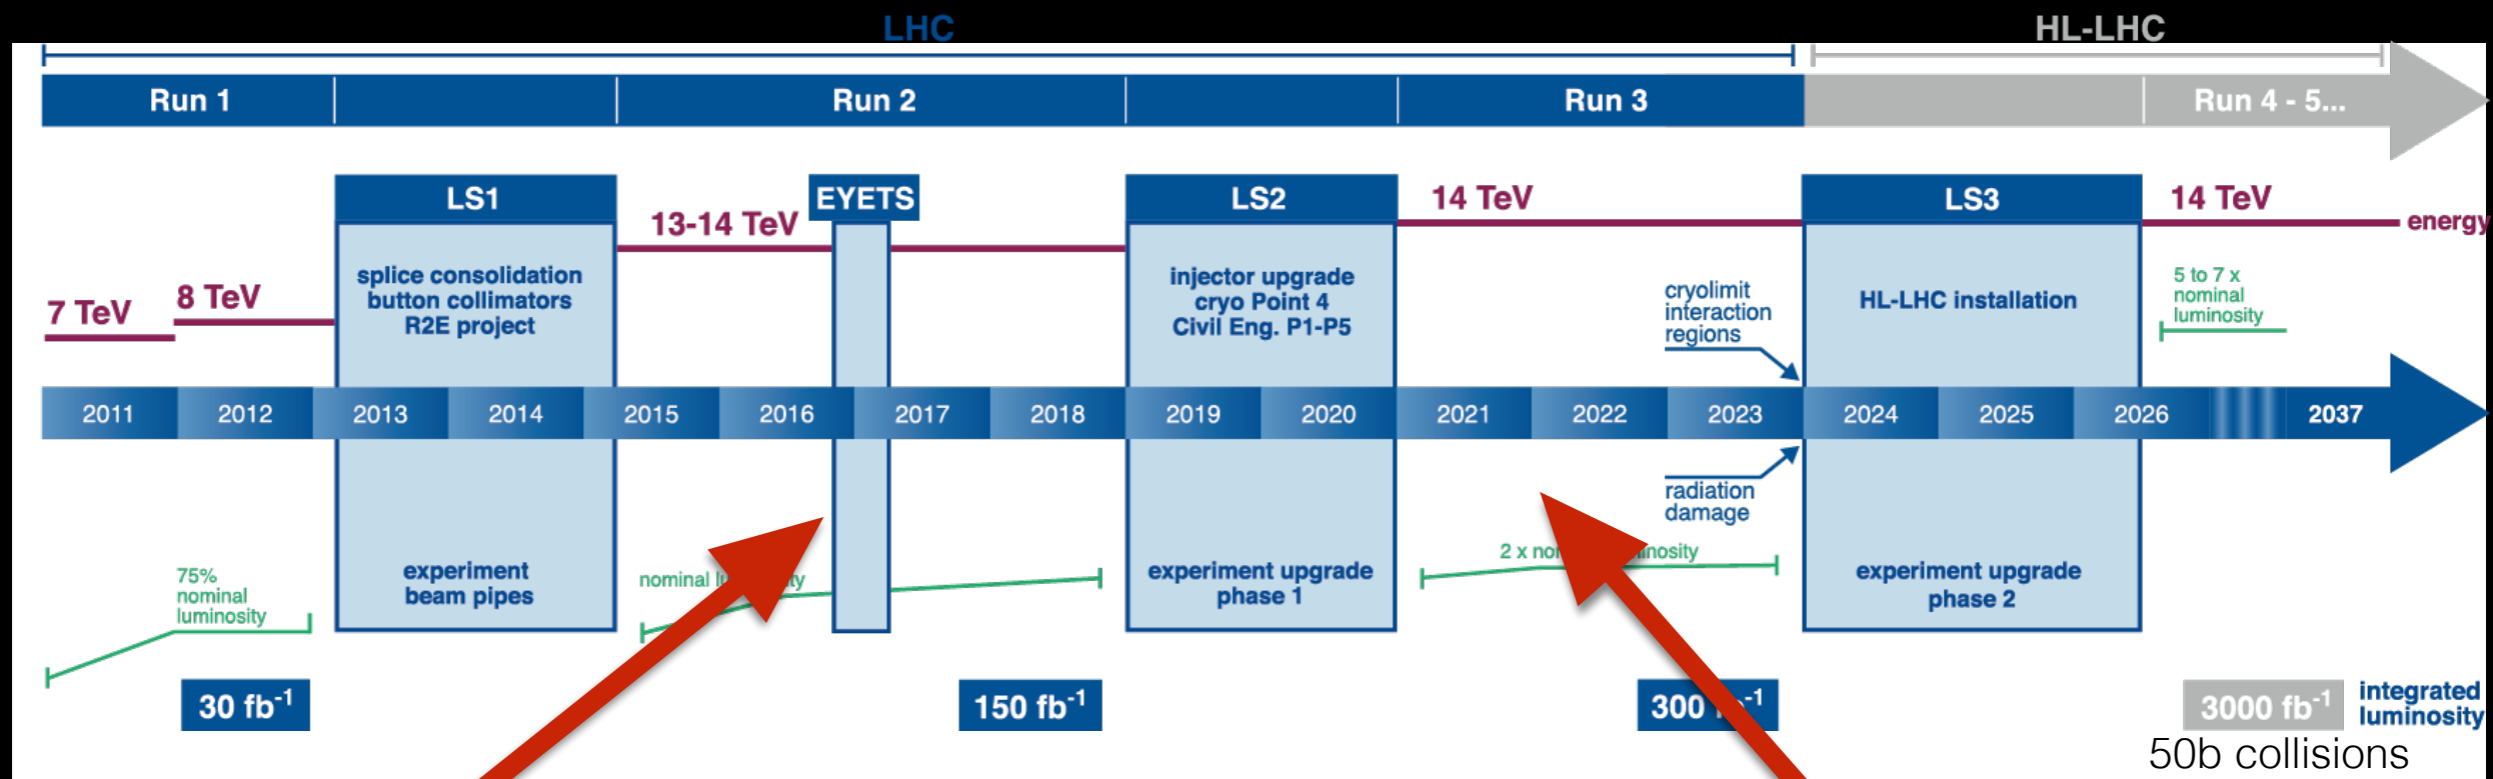 LHC
HL-LHC
Run 1
Run 2
Run 3
Run 4 - 5...
LS1
EYETS
LS2
14 TeV
LS3
14 TeV
energy
13-14 TeV
7 TeV
8 TeV
splice consolidation
button collimators
R2E project
injector upgrade
cryo Point 4
Civil Eng. P1-P5
cryolimit
interaction
regions
HL-LHC installation
5 to 7 x
nominal
luminosity
2011
2012
2013
2014
2015
2016
2017
2018
2019
2020
2021
2022
2023
2024
2025
2026
2037
radiation
damage
75%
nominal
luminosity
experiment
beam pipes
nominal
experiment upgrade
phase 1
2 x
experiment upgrade
phase 2
30 fb⁻¹
150 fb⁻¹
300
3000 fb⁻¹
integrated
luminosity
50b collisions